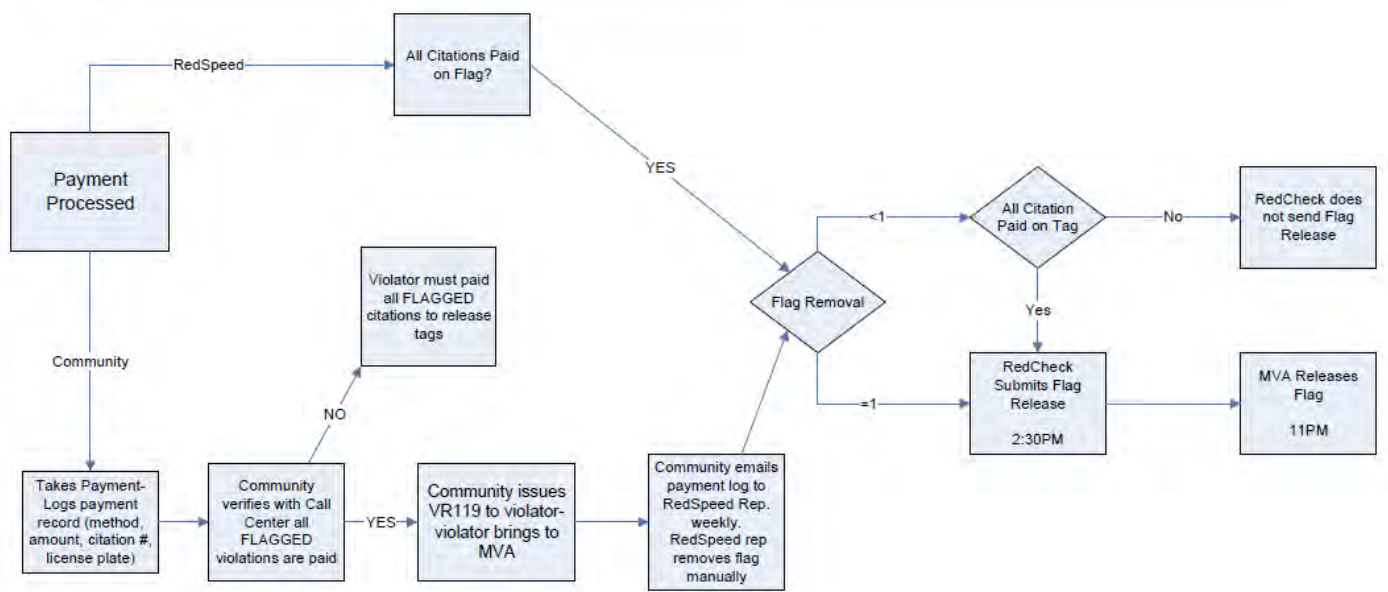 RedSpeed
All Citations Paid
on Flag?
Payment
Processed
YES
<1
All Citation
Paid on Tag
No
RedCheck does
not send Flag
Release
Violator must paid
all FLAGGED
citations to release
tags
Flag Removal
Yes
Community
RedCheck
Submits Flag
Release
2:30PM
MVA Releases
Flag
11PM
=1
NO
Takes Payment-
Logs payment
record (method,
amount, citation #,
license plate)
Community
verifies with Call
Center all
FLAGGED
violations are paid
YES
Community issues
VR119 to violator-
violator brings to
MVA
Community emails
payment log to
RedSpeed Rep.
weekly.
RedSpeed rep
removes flag
manually